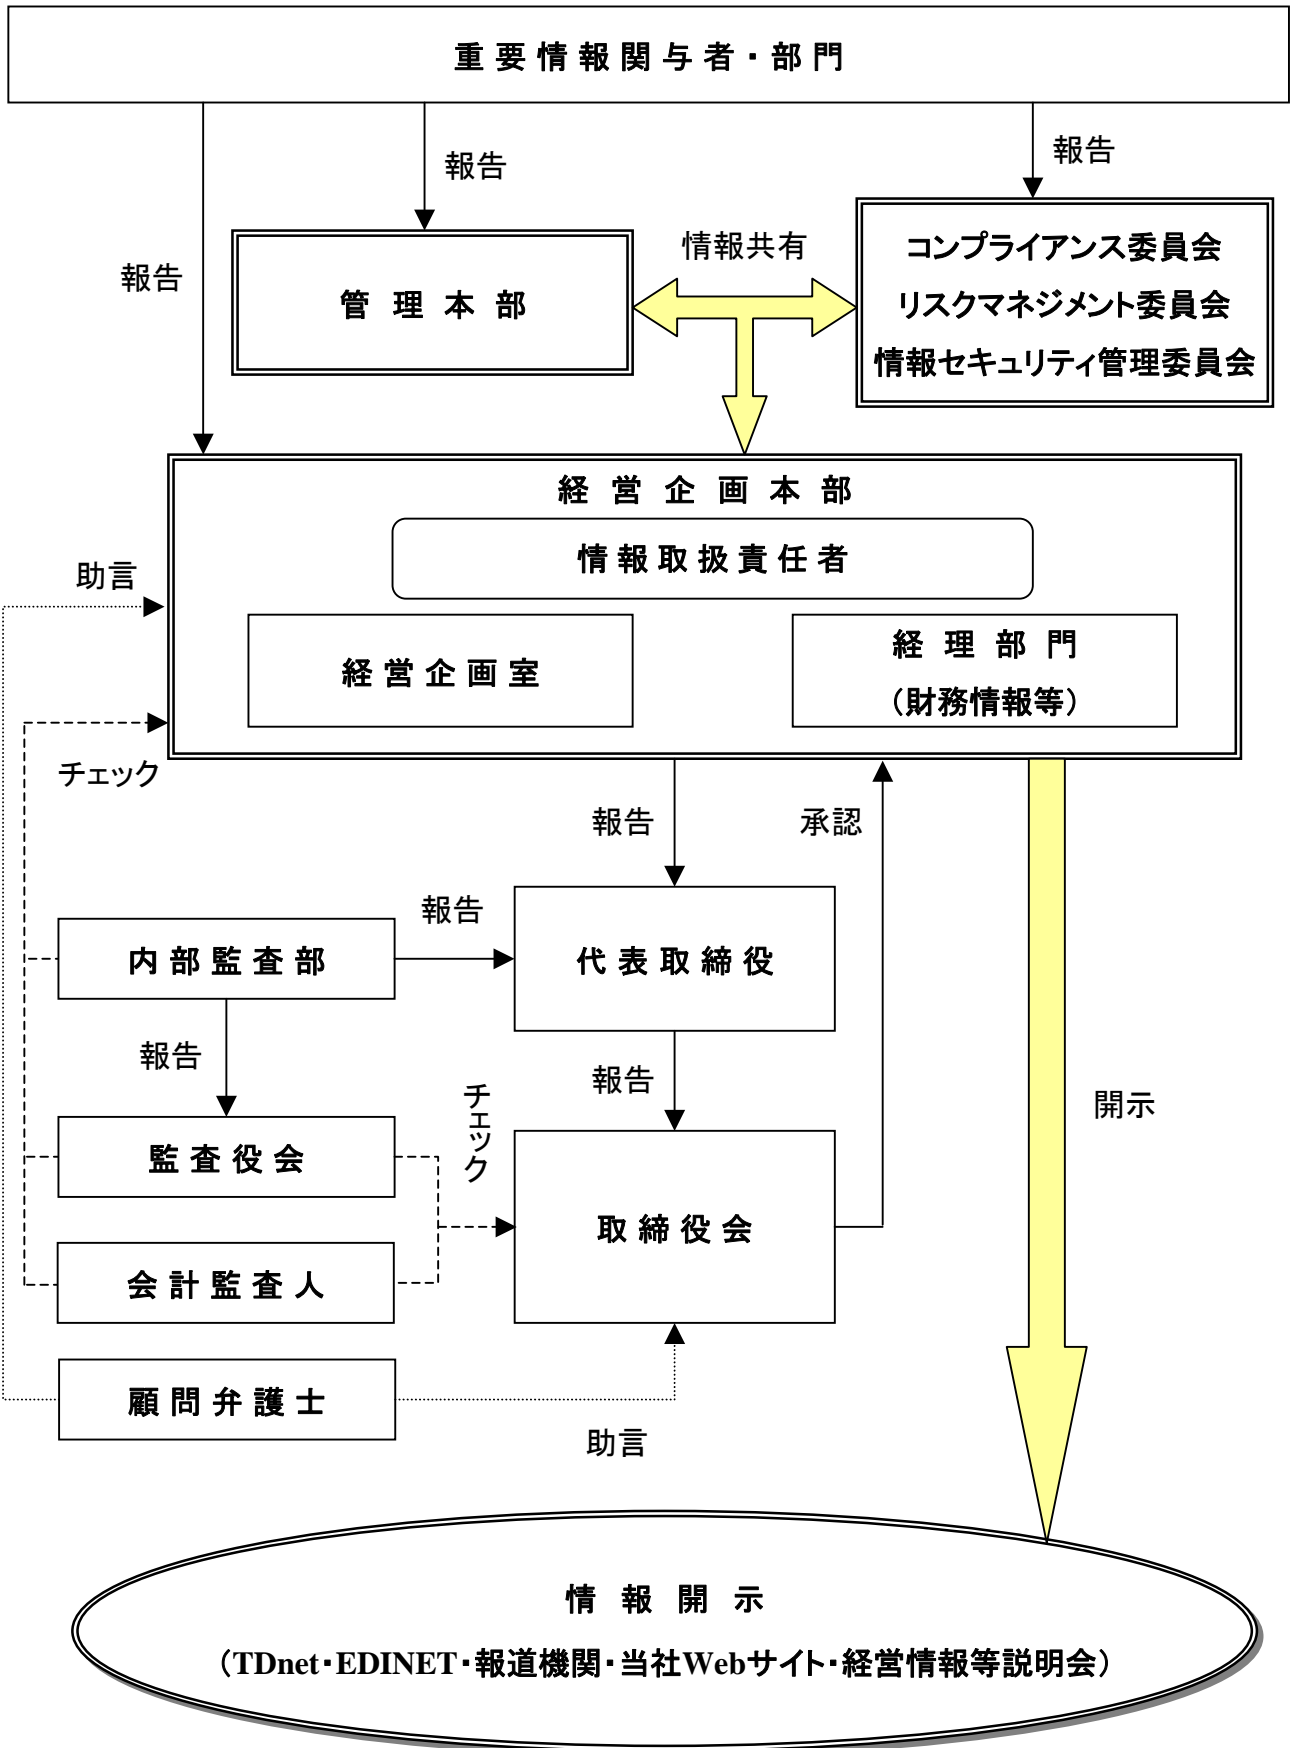 重要情報関与者・部門
報告
報告
報告
情報共有
管理本部
コンプライアンス委員会
リスクマネジメント委員会
情報セキュリティ管理委員会
経営企画本部
情報取扱責任者
助言
経営企画室
経理部門
（財務情報等）
チェック
報告
承認
内部監査部
報告
代表取締役
報告
報告
チェック
開示
監査役会
取締役会
会計監査人
顧問弁護士
助言
情報開示
（TDnet・EDINET・報道機関・当社Webサイト・経営情報等説明会）